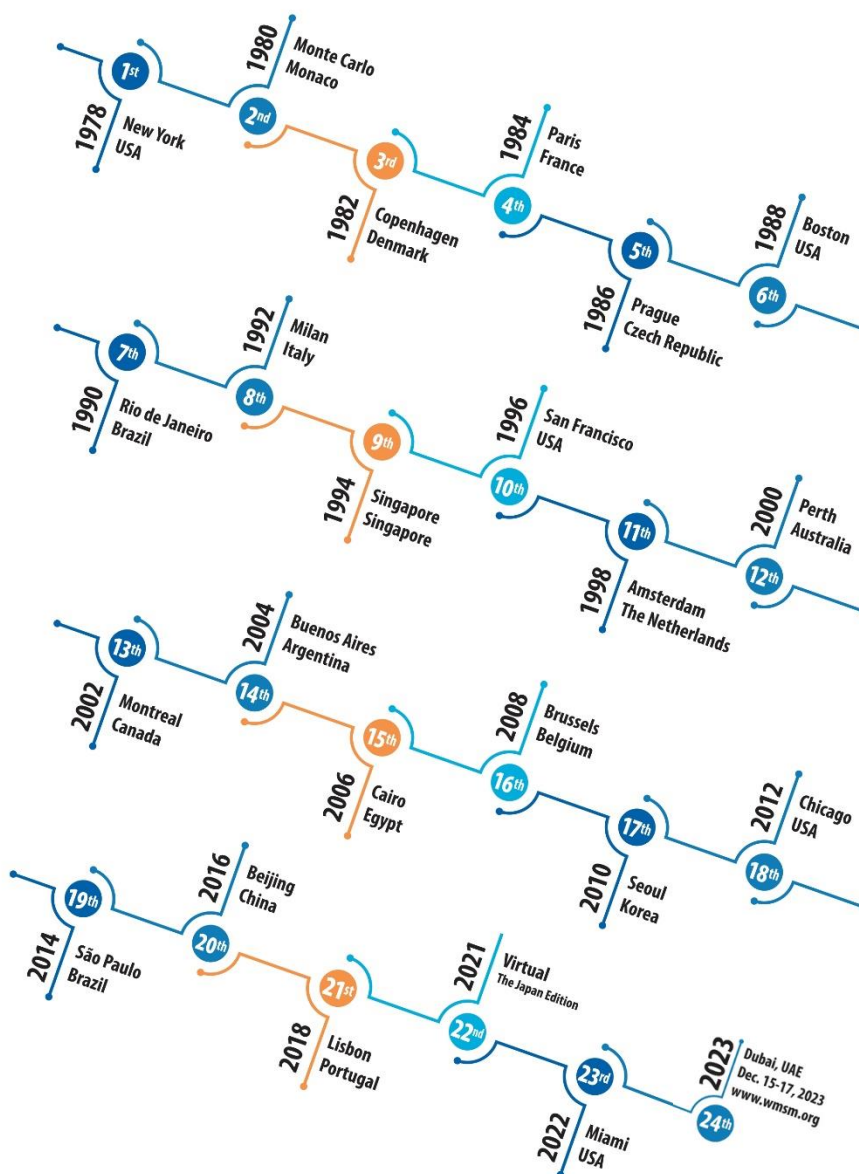 1st
1978
New York
USA
2nd
1980
Monte Carlo
Monaco
3rd
1982
Copenhagen
Denmark
4th
1984
Paris
France
5th
1986
Prague
Czech Republic
6th
1988
Boston
USA
7th
1990
Rio de Janeiro
Brazil
8th
1992
Milan
Italy
9th
1994
Singapore
Singapore
10th
1996
San Francisco
USA
11th
1998
Amsterdam
The Netherlands
12th
2000
Perth
Australia
13th
2002
Montreal
Canada
14th
2004
Buenos Aires
Argentina
15th
2006
Cairo
Egypt
16th
2008
Brussels
Belgium
17th
2010
Seoul
Korea
18th
2012
Chicago
USA
19th
2014
São Paulo
Brazil
20th
2016
Beijing
China
21st
2018
Lisbon
Portugal
22nd
2021
Virtual
The Japan Edition
23rd
2022
Miami
USA
24th
2023
Dubai, UAE
Dec. 15-17, 2023
www.wmsm.org